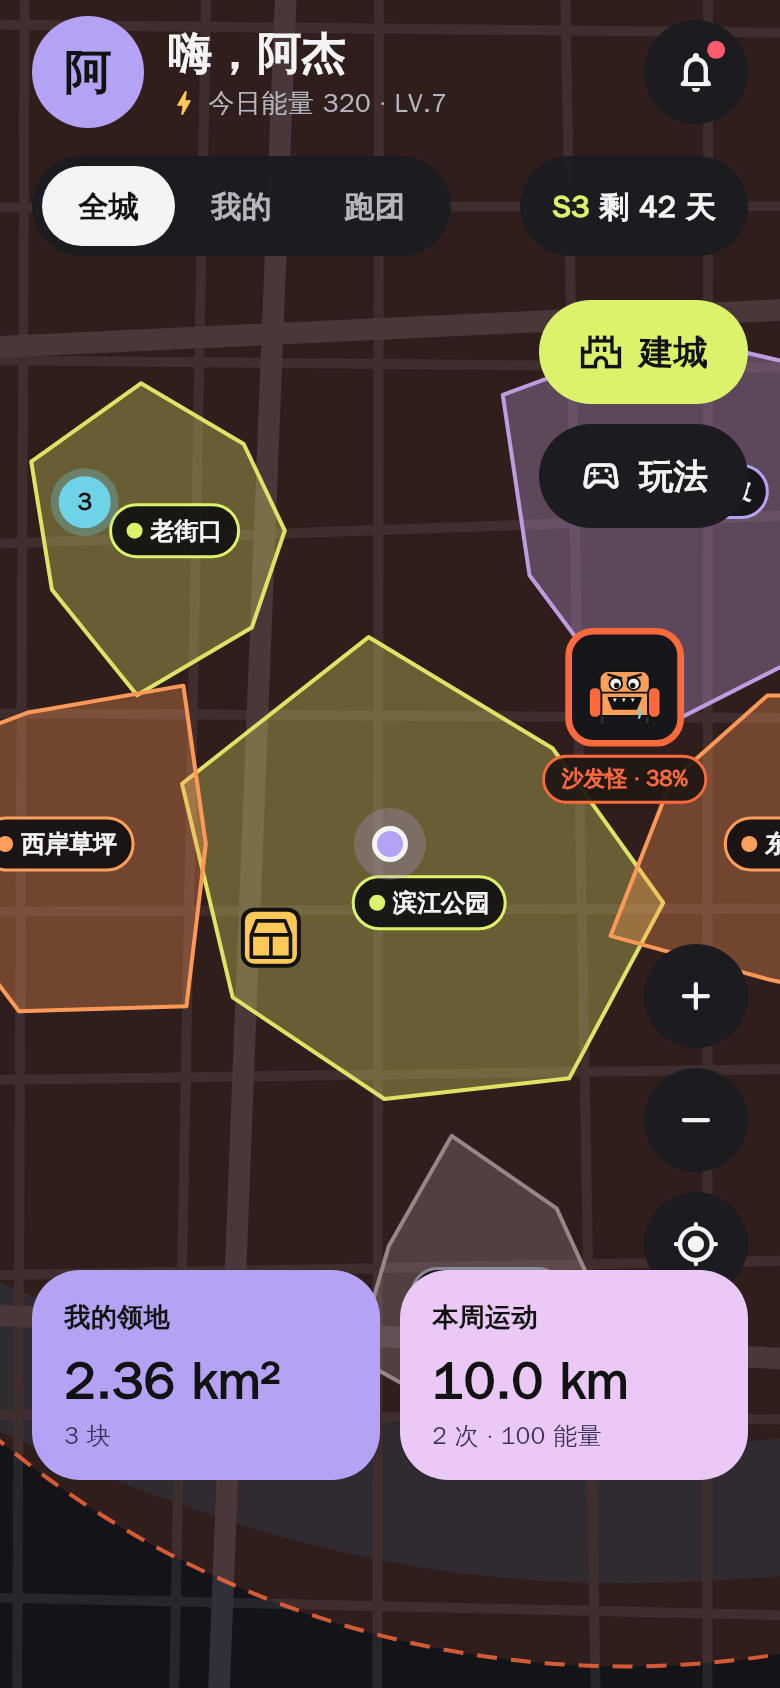 阿
嗨，阿杰
今日能量 320 · LV.7
全城
我的
跑团
S3 剩 42 天
建城
玩法
3
老街口
沙发怪 · 38%
西岸草坪
东
滨江公园
我的领地
2.36 km²
3 块
本周运动
10.0 km
2 次 · 100 能量